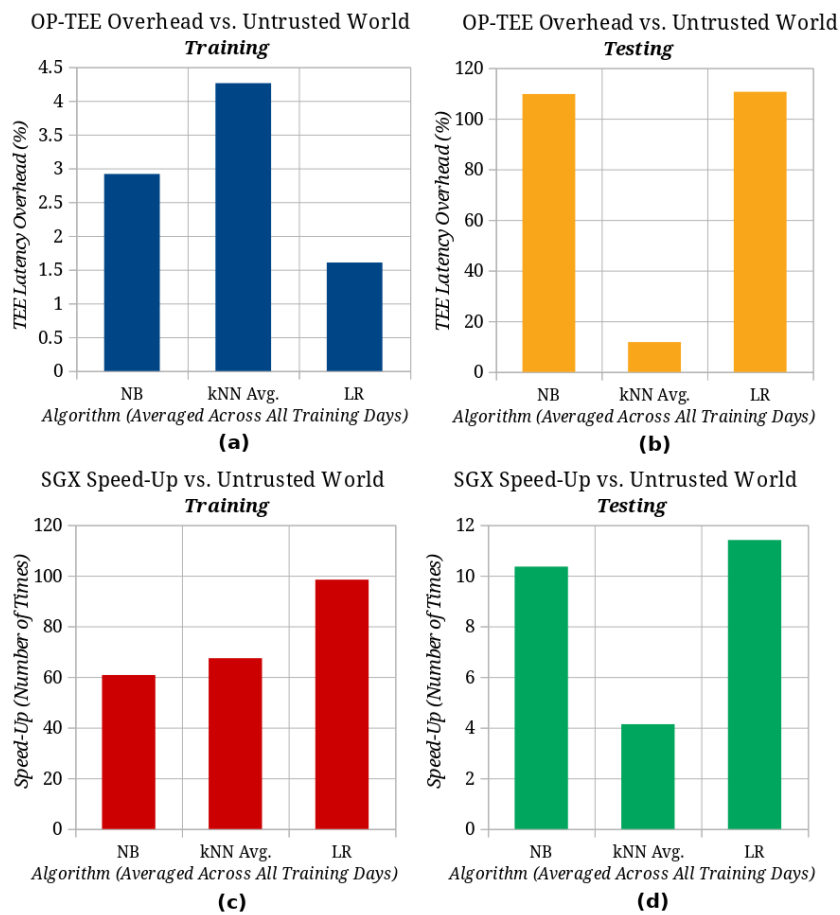 OP-TEE Overhead vs. Untrusted World
Training
TEE Latency Overhead (%)
4.5
4
3.5
3
2.5
2
1.5
1
0.5
0
NB kNN Avg. LR
Algorithm (Averaged Across All Training Days)
(a)
OP-TEE Overhead vs. Untrusted World
Testing
TEE Latency Overhead (%)
120
100
80
60
40
20
0
NB kNN Avg. LR
Algorithm (Averaged Across All Training Days)
(b)
SGX Speed-Up vs. Untrusted World
Training
Speed-Up (Number of Times)
120
100
80
60
40
20
0
NB kNN Avg. LR
Algorithm (Averaged Across All Training Days)
(c)
SGX Speed-Up vs. Untrusted World
Testing
Speed-Up (Number of Times)
12
10
8
6
4
2
0
NB kNN Avg. LR
Algorithm (Averaged Across All Training Days)
(d)